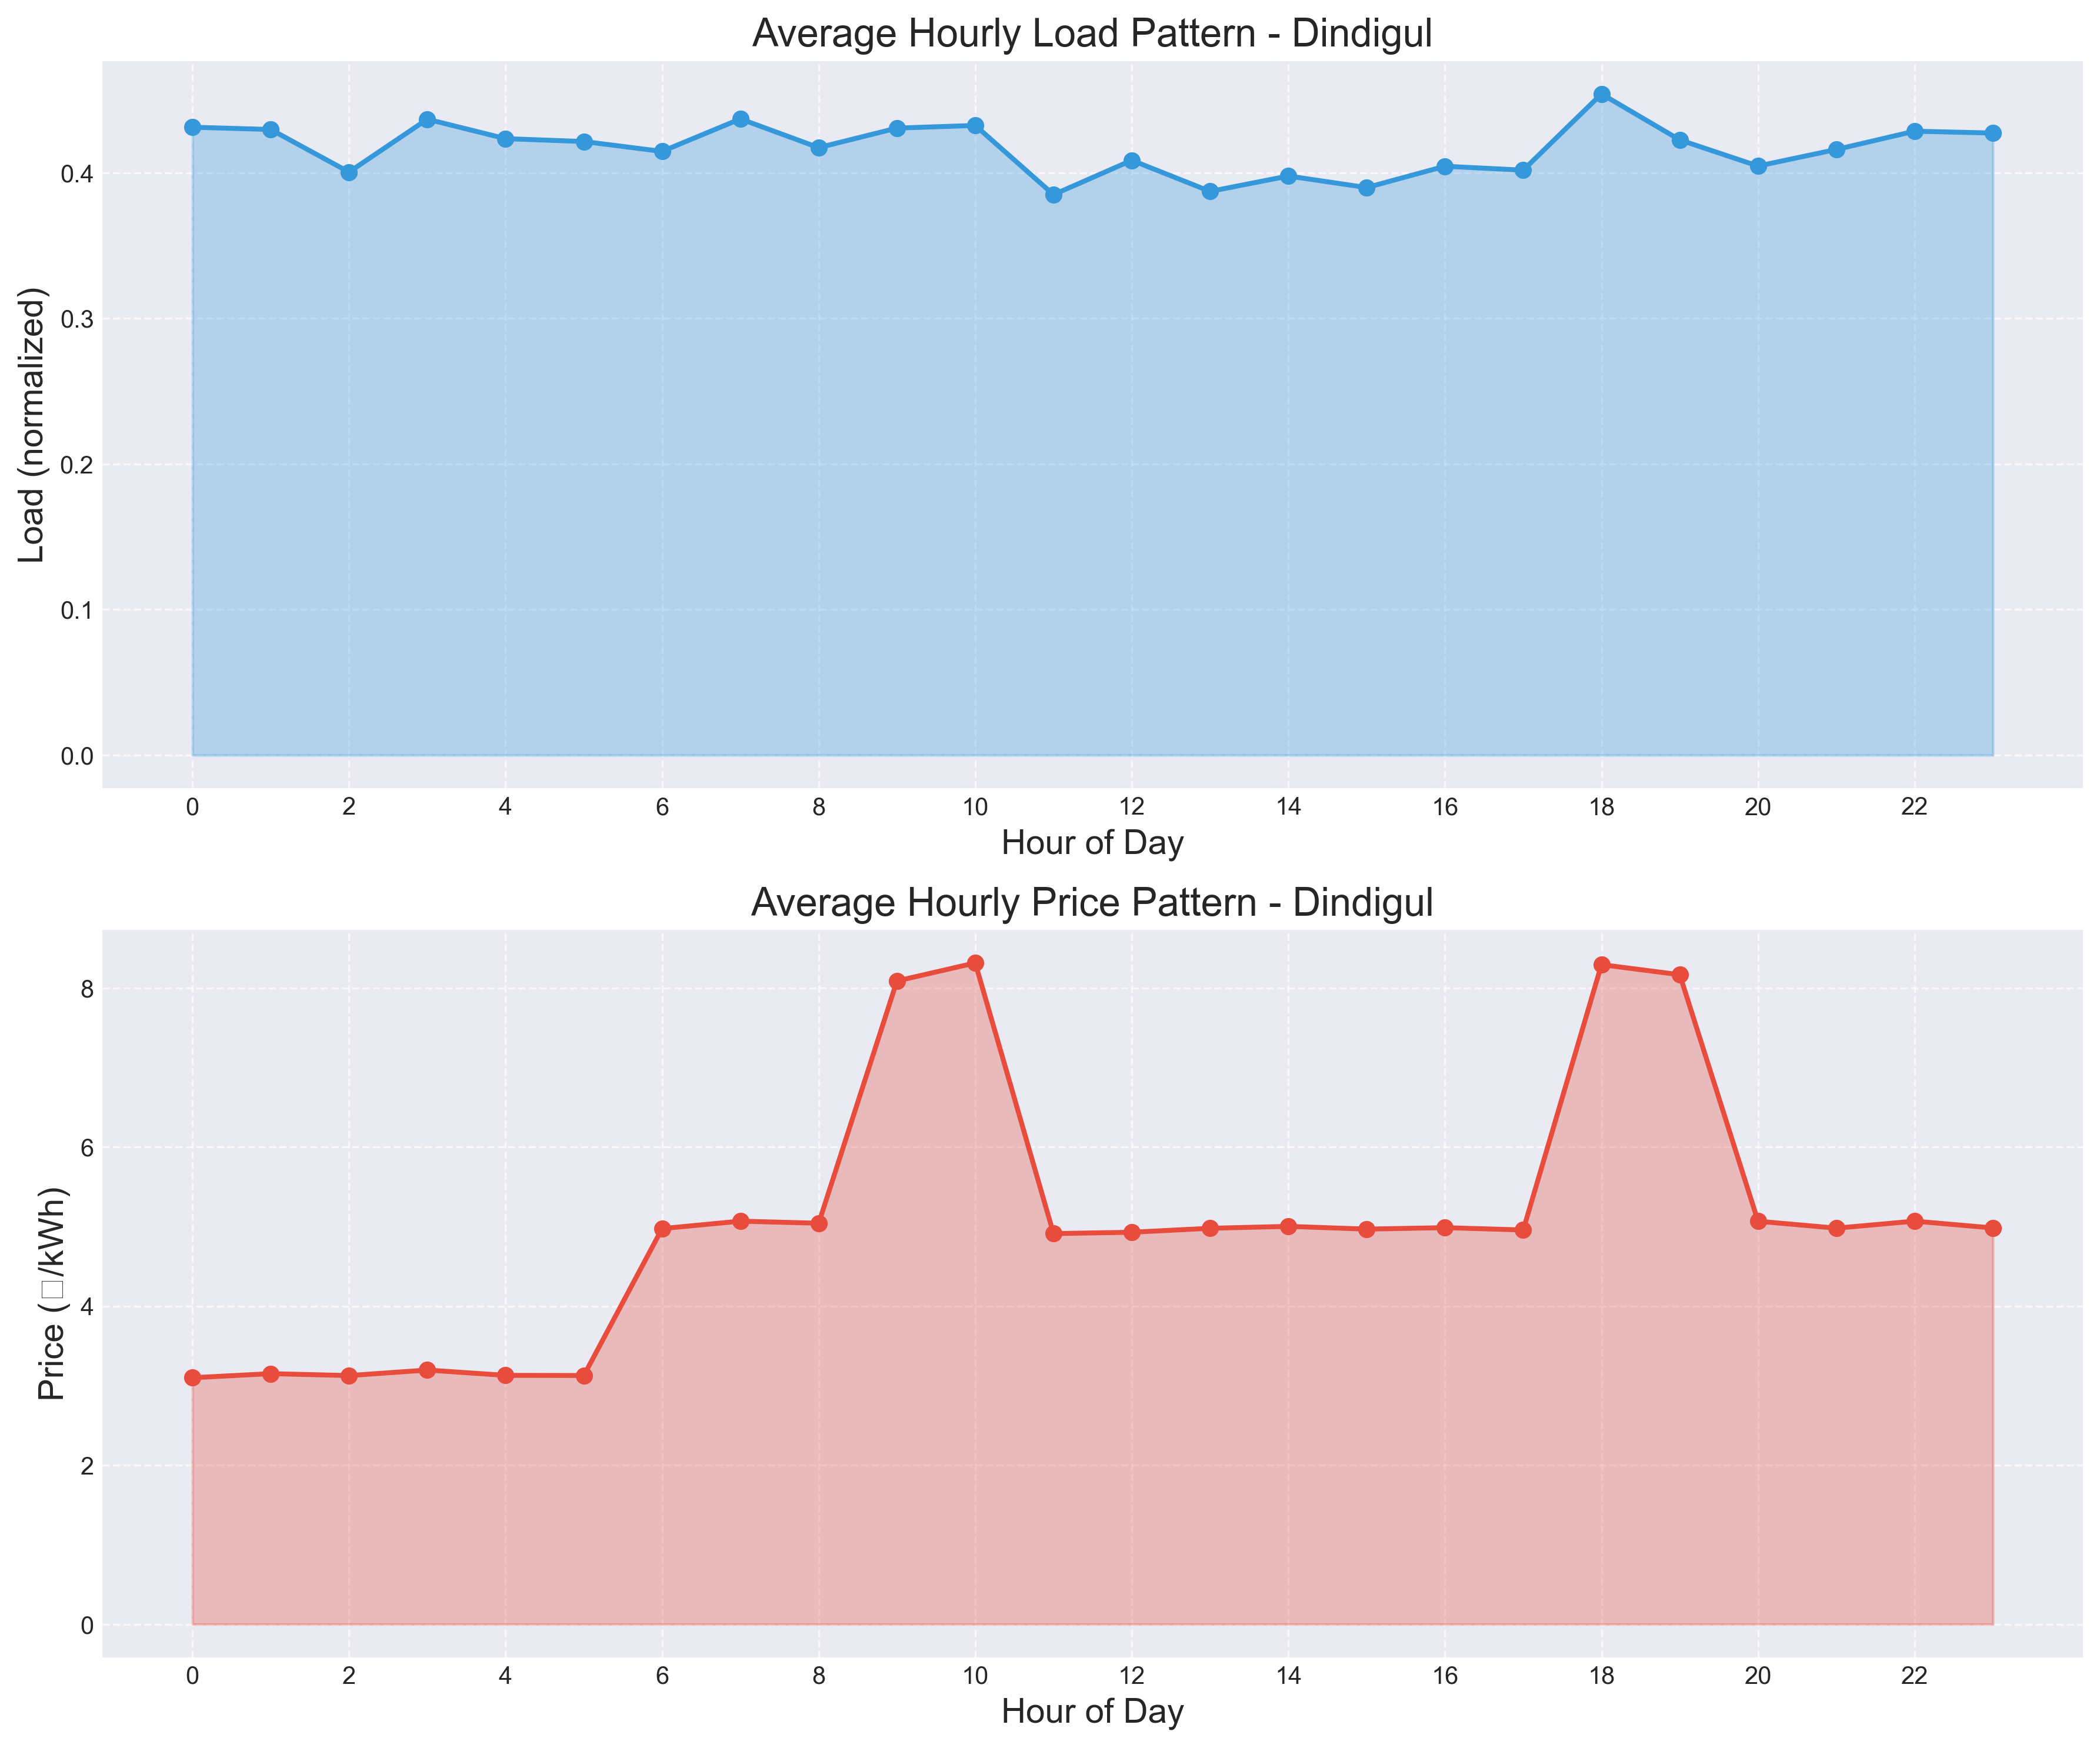 Average Hourly Load Pattern - Dindigul
Load (normalized)
0.4
0.3
0.2
0.1
0.0
0 2 4 6 8 10 12 14 16 18 20 22
Hour of Day
Average Hourly Price Pattern - Dindigul
Price (□/kWh)
8
6
4
2
0
0 2 4 6 8 10 12 14 16 18 20 22
Hour of Day